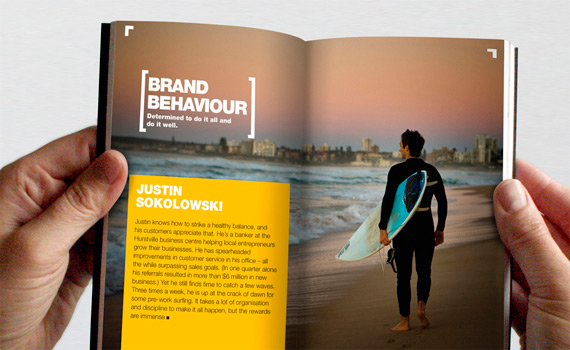 BRAND
BEHAVIOUR
Determined to do it all and
do it well.
JUSTIN
SOKOLOWSKI
Justin knows how to strike a healthy balance, and
his customers appreciate that. He's a banker at the
Hurstville business centre helping local entrepreneurs
grow their businesses. He has spearheaded
improvements in customer service in his office – all
the while surpassing sales goals. (In one quarter alone
his referrals resulted in more than $6 million in new
business.) Yet he still finds time to catch a few waves.
Three times a week, he is up at the crack of dawn for
some pre-work surfing. It takes a lot of organisation
and discipline to make it all happen, but the rewards
are immense